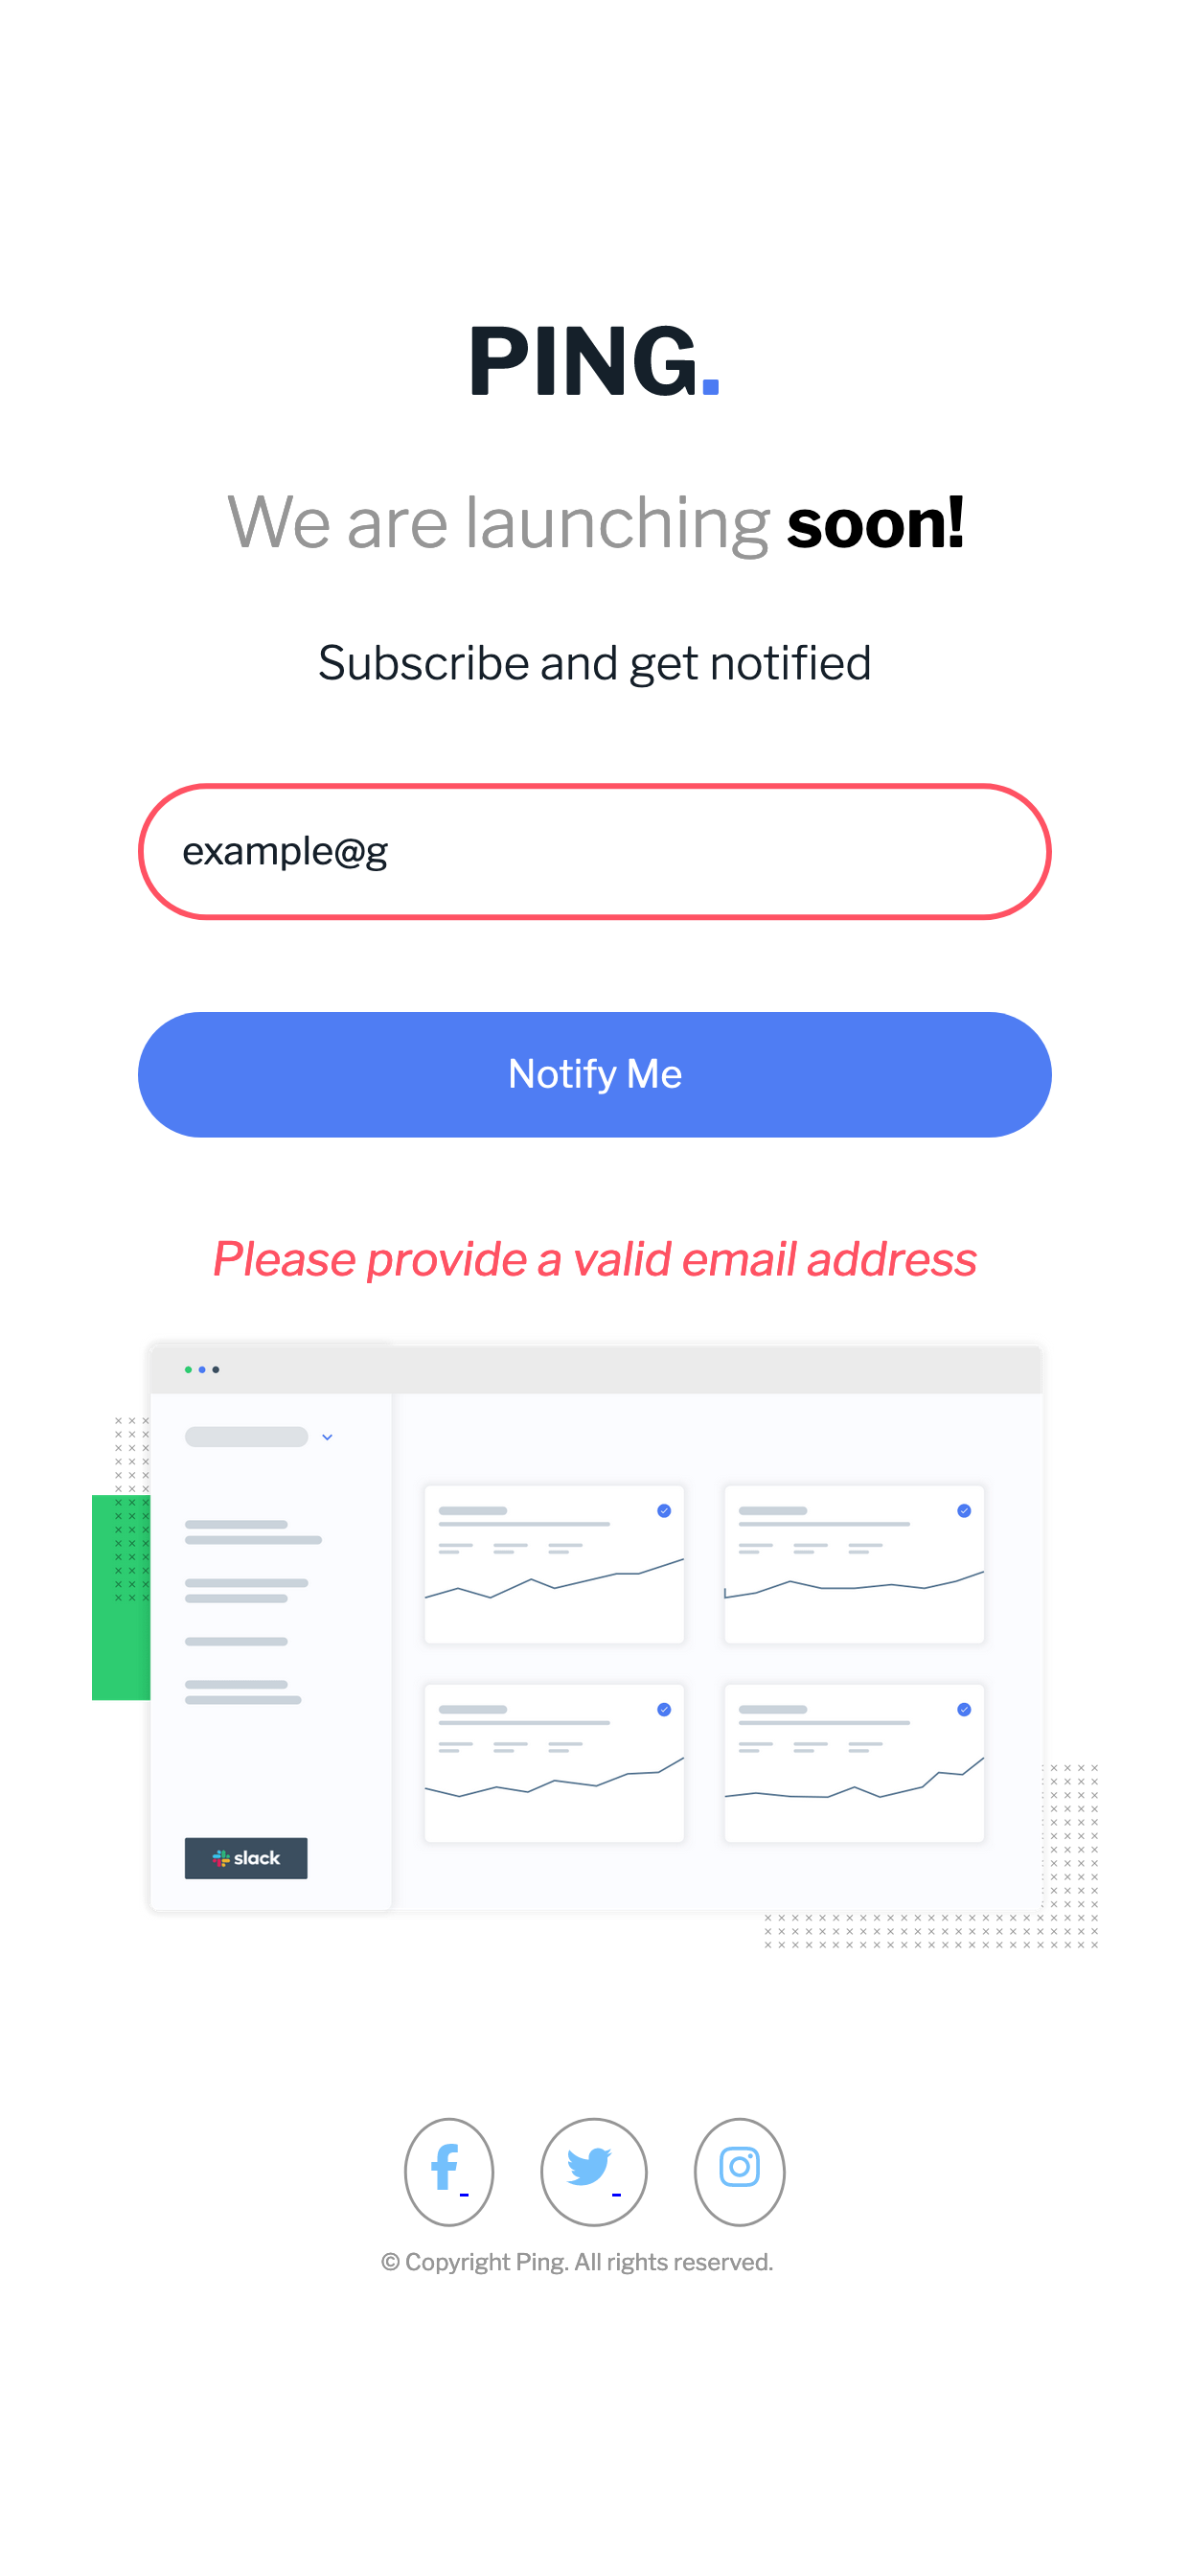 PING.
We are launching soon!
Subscribe and get notified
example@g
Notify Me
Please provide a valid email address
slack
© Copyright Ping. All rights reserved.